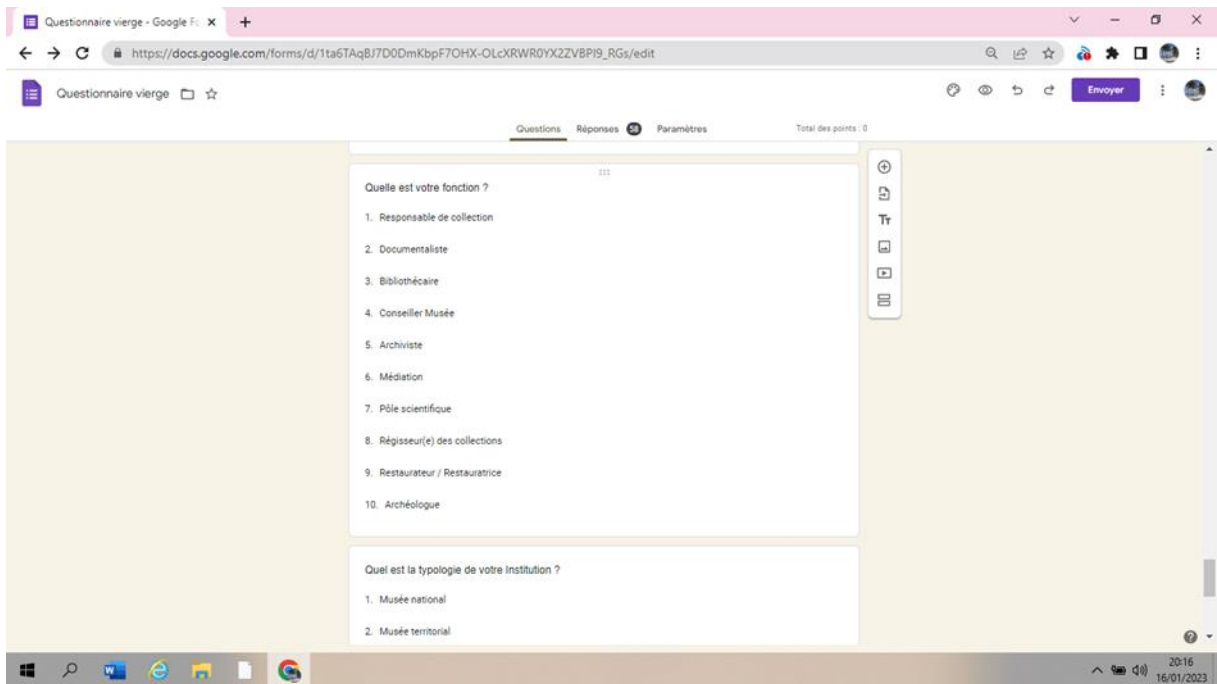 Questionnaire vierge - Google Fo
https://docs.google.com/forms/d/1ta6TAqBJ7D0DmKbpF7OHX-OLcXRWR0YX2ZVBPI9_RGs/edit
Questionnaire vierge
Envoyer
Questions Réponses 58 Paramètres Total des points : 0
Quelle est votre fonction ?
1. Responsable de collection
2. Documentaliste
3. Bibliothécaire
4. Conseiller Musée
5. Archiviste
6. Médiation
7. Pôle scientifique
8. Régisseur(e) des collections
9. Restaurateur / Restauratrice
10. Archéologue
Quel est la typologie de votre Institution ?
1. Musée national
2. Musée territorial
20:16
16/01/2023